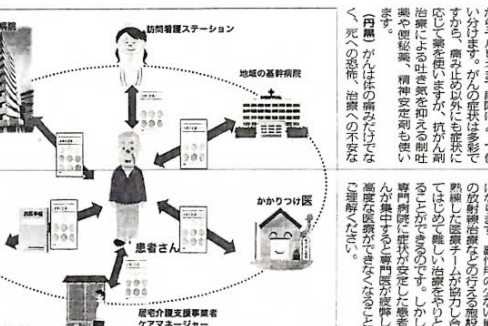 病院
訪問看護ステーション
地域の基幹病院
かかりつけ医
患者さん
居宅介護支援事業者
ケアマネージャー
い分けます。がんの症状は多彩で
すから、痛み止め以外にも症状に
応じて薬を使いますが、抗がん剤
治療による吐き気を抑える制吐
薬や便秘薬、精神安定剤も使い
ます。
(丹黒) がんは体の痛みだけでな
く、死への恐怖、治療への不安な
の放射線治療などの行える施設
熟練した医療チームが協力し合
てはじめて難しい治療をやりと
ることができるのです。しかし
専門病院に症状が安定した患者
んが集中すると専門医が疲弊し
高度な医療ができなくなること
ご理解ください。